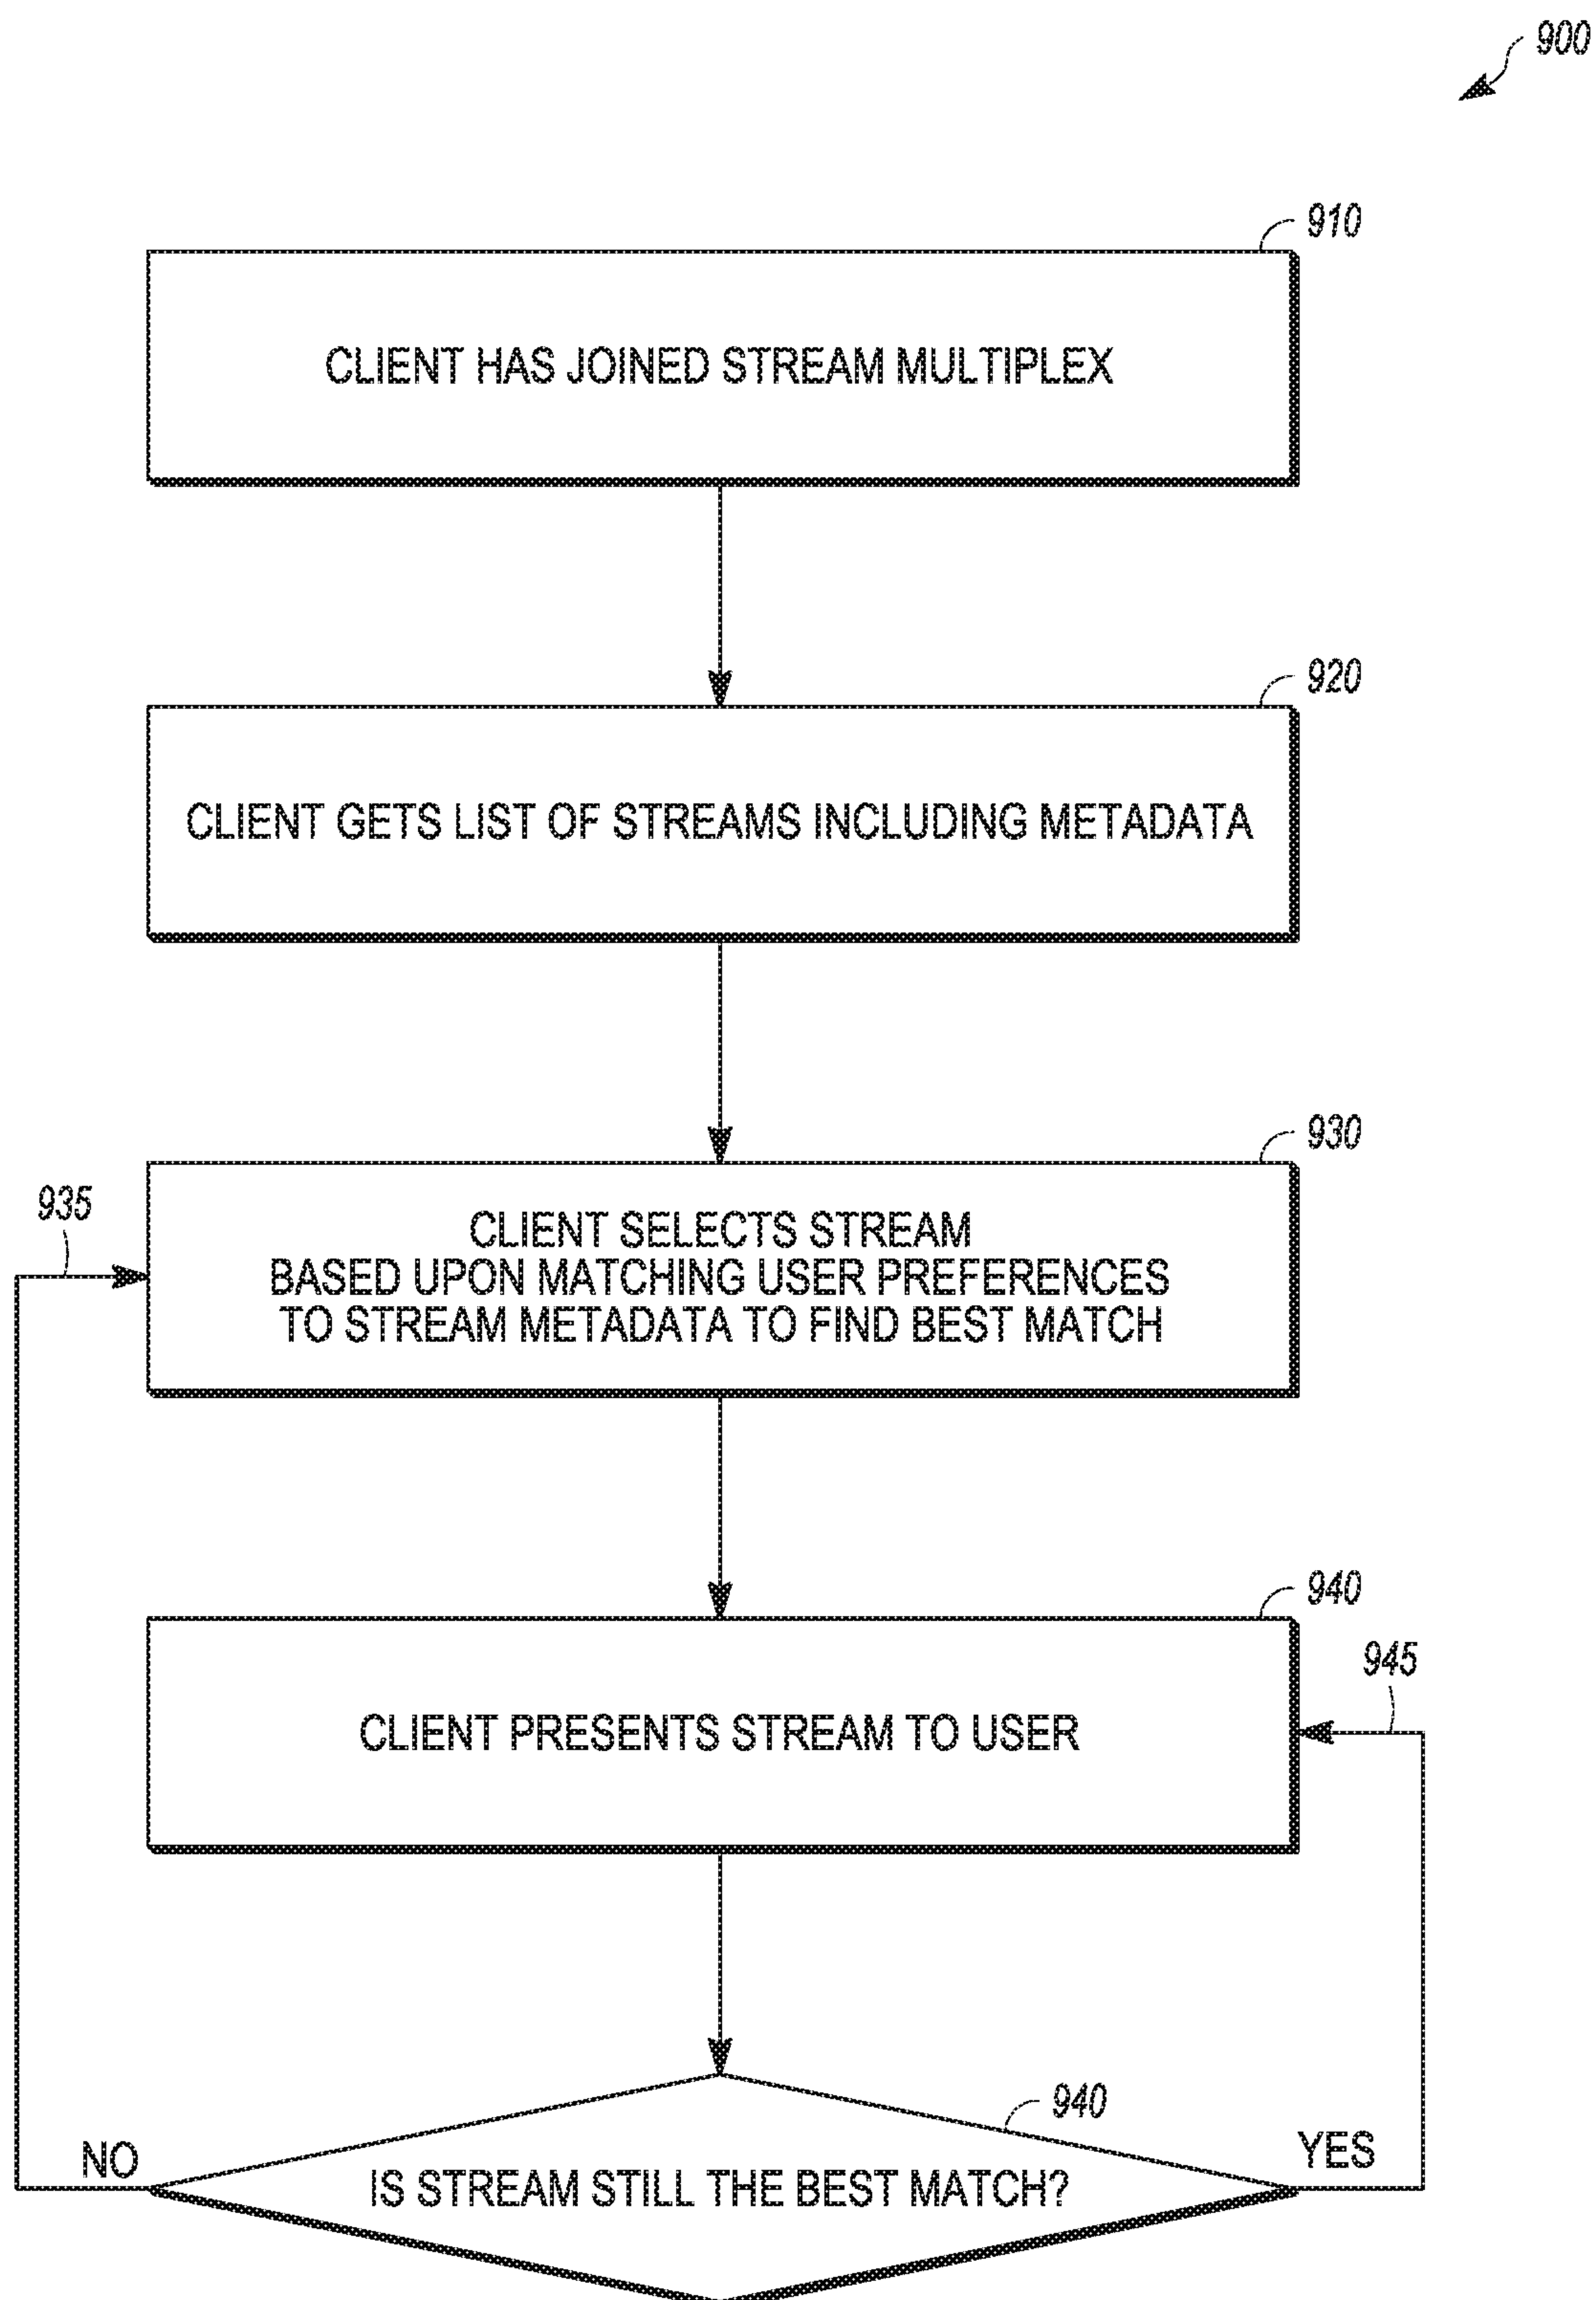 900
910
CLIENT HAS JOINED STREAM MULTIPLEX
920
CLIENT GETS LIST OF STREAMS INCLUDING METADATA
930
935
CLIENT SELECTS STREAM
BASED UPON MATCHING USER PREFERENCES
TO STREAM METADATA TO FIND BEST MATCH
940
945
CLIENT PRESENTS STREAM TO USER
940
NO
YES
IS STREAM STILL THE BEST MATCH?